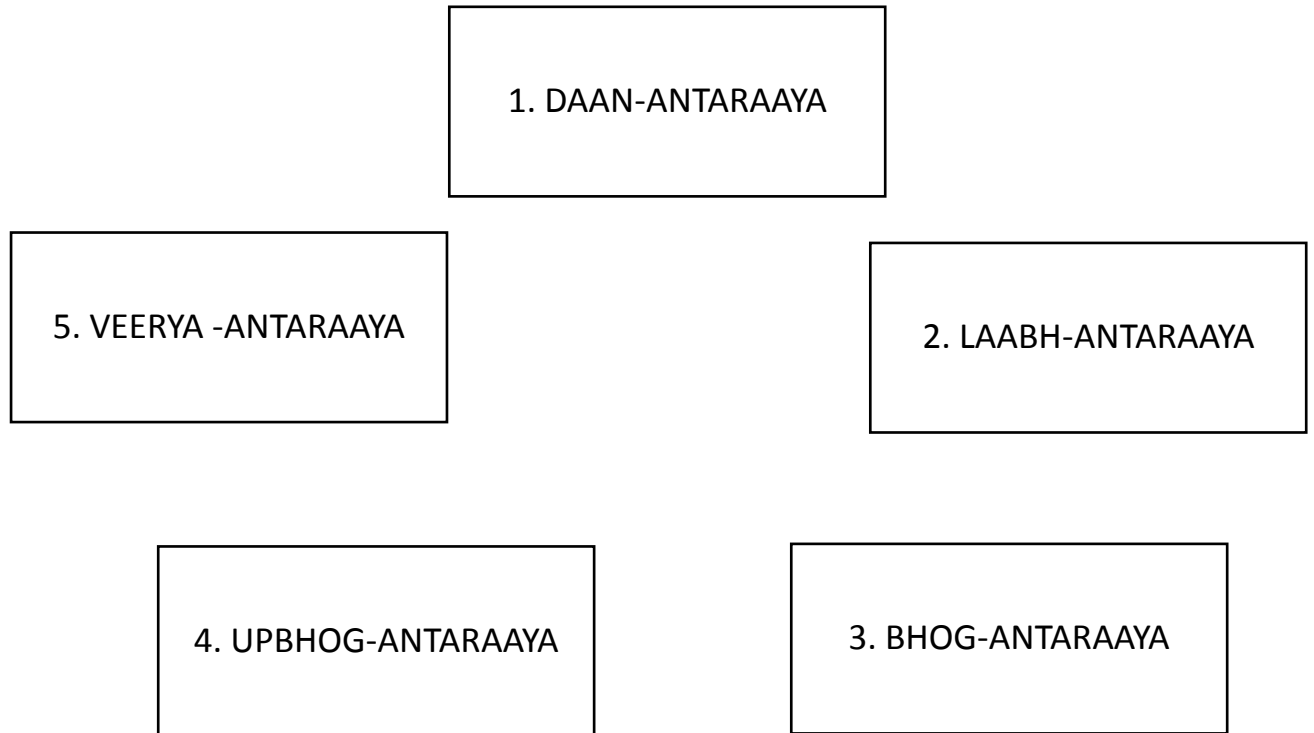 1. DAAN-ANTARAAYA
5. VEERYA -ANTARAAYA
2. LAABH-ANTARAAYA
4. UPBHOG-ANTARAAYA
3. BHOG-ANTARAAYA